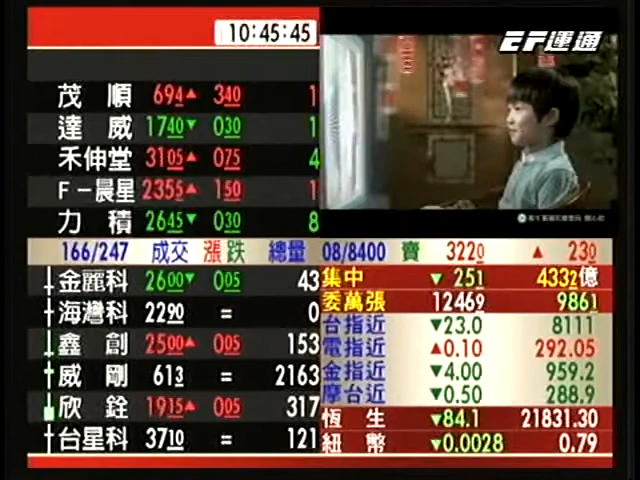 10:45:45
EF運通
茂順 694▲ 340 1
達威 1740▼ 030 1
禾伸堂 3105▲ 075 4
F－晨星 2355▲ 150 1
力積 2645▼ 030 8
166/247 成交 漲跌 總量 08/8400 賣 3220 ▲ 230
金麗科 2600▼ 005 43
海灣科 2290 = 0
鑫創 2500▲ 005 153
威剛 613 = 2163
欣銓 1915▲ 005 317
台星科 3710 = 121
集中 ▼ 251 4332億
委萬張 12469 9861
台指近 ▼23.0 8111
電指近 ▲0.10 292.05
金指近 ▼4.00 959.2
摩台近 ▼0.50 288.9
恆生 ▼84.1 21831.30
紐幣 ▼0.0028 0.79